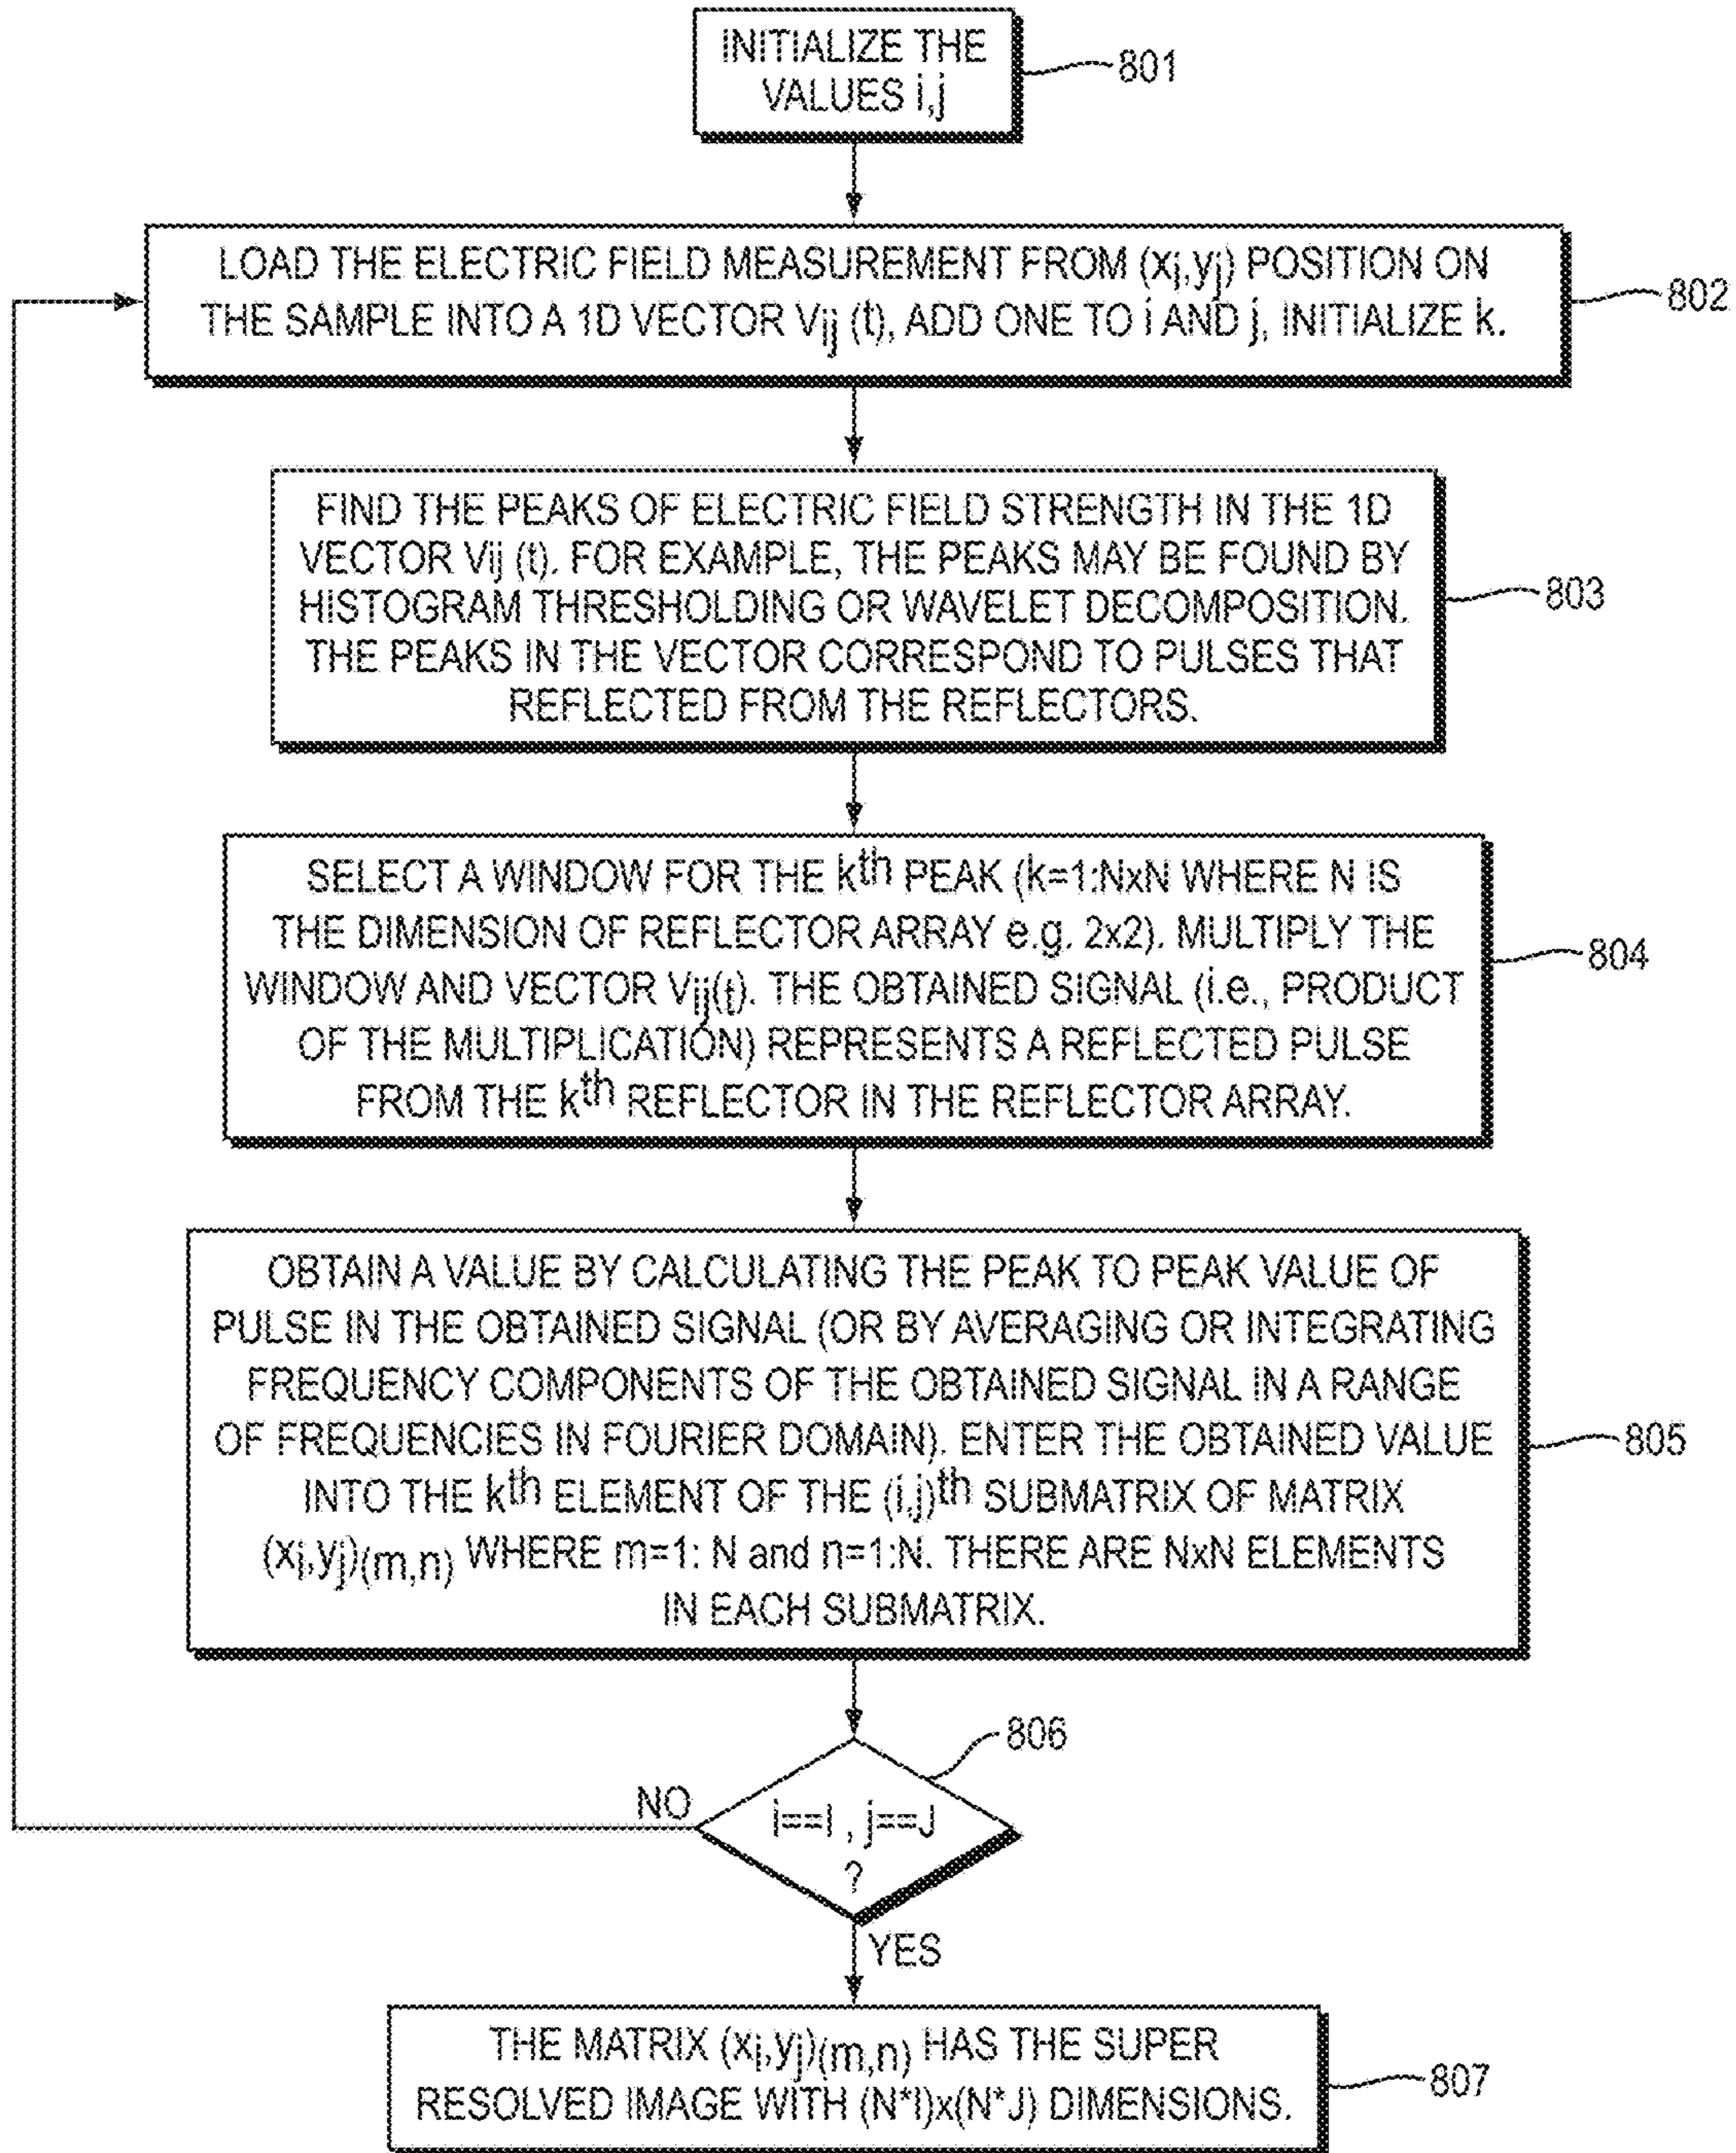 INITIALIZE THE
VALUES i,j
801
LOAD THE ELECTRIC FIELD MEASUREMENT FROM (xi,yj) POSITION ON
THE SAMPLE INTO A 1D VECTOR Vij (t), ADD ONE TO i AND j, INITIALIZE k.
802
FIND THE PEAKS OF ELECTRIC FIELD STRENGTH IN THE 1D
VECTOR Vij (t). FOR EXAMPLE, THE PEAKS MAY BE FOUND BY
HISTOGRAM THRESHOLDING OR WAVELET DECOMPOSITION.
THE PEAKS IN THE VECTOR CORRESPOND TO PULSES THAT
REFLECTED FROM THE REFLECTORS.
803
SELECT A WINDOW FOR THE kth PEAK (k=1:NxN WHERE N IS
THE DIMENSION OF REFLECTOR ARRAY e.g. 2x2). MULTIPLY THE
WINDOW AND VECTOR Vij(t). THE OBTAINED SIGNAL (i.e., PRODUCT
OF THE MULTIPLICATION) REPRESENTS A REFLECTED PULSE
FROM THE kth REFLECTOR IN THE REFLECTOR ARRAY.
804
OBTAIN A VALUE BY CALCULATING THE PEAK TO PEAK VALUE OF
PULSE IN THE OBTAINED SIGNAL (OR BY AVERAGING OR INTEGRATING
FREQUENCY COMPONENTS OF THE OBTAINED SIGNAL IN A RANGE
OF FREQUENCIES IN FOURIER DOMAIN). ENTER THE OBTAINED VALUE
INTO THE kth ELEMENT OF THE (i,j)th SUBMATRIX OF MATRIX
(xi,yj)(m,n) WHERE m=1: N and n=1:N. THERE ARE NxN ELEMENTS
IN EACH SUBMATRIX.
805
806
NO
i==I , j==J
?
YES
THE MATRIX (xi,yj)(m,n) HAS THE SUPER
RESOLVED IMAGE WITH (N*I)x(N*J) DIMENSIONS.
807